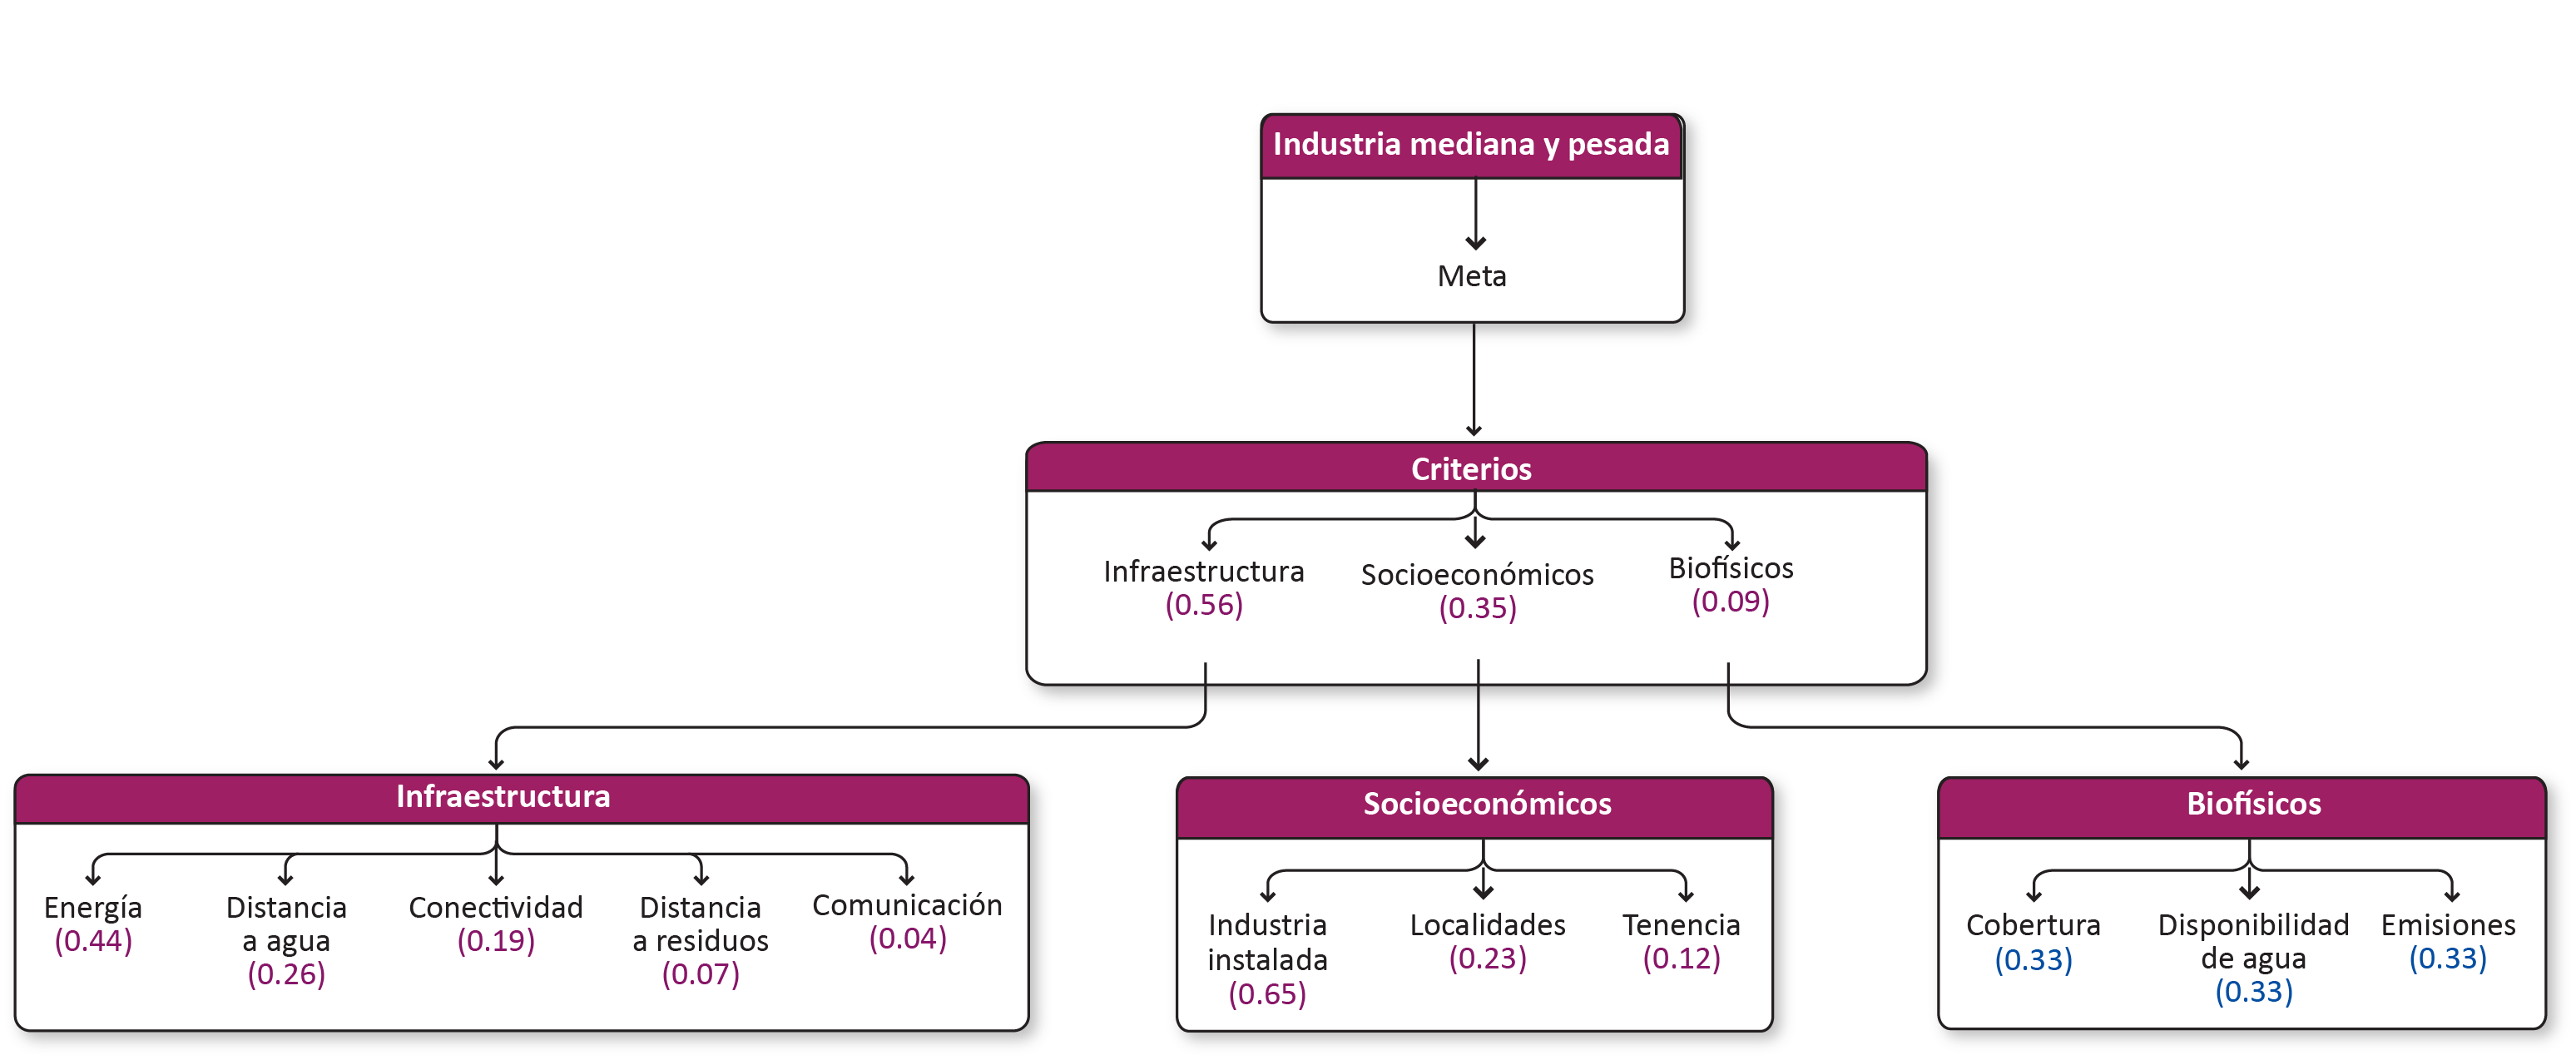 Industria mediana y pesada
Meta
Criterios
Infraestructura
(0.56)
Socioeconómicos
(0.35)
Biofísicos
(0.09)
Infraestructura
Energía
(0.44)
Distancia
a agua
(0.26)
Conectividad
(0.19)
Distancia
a residuos
(0.07)
Comunicación
(0.04)
Socioeconómicos
Industria
instalada
(0.65)
Localidades
(0.23)
Tenencia
(0.12)
Biofísicos
Cobertura
(0.33)
Disponibilidad
de agua
(0.33)
Emisiones
(0.33)